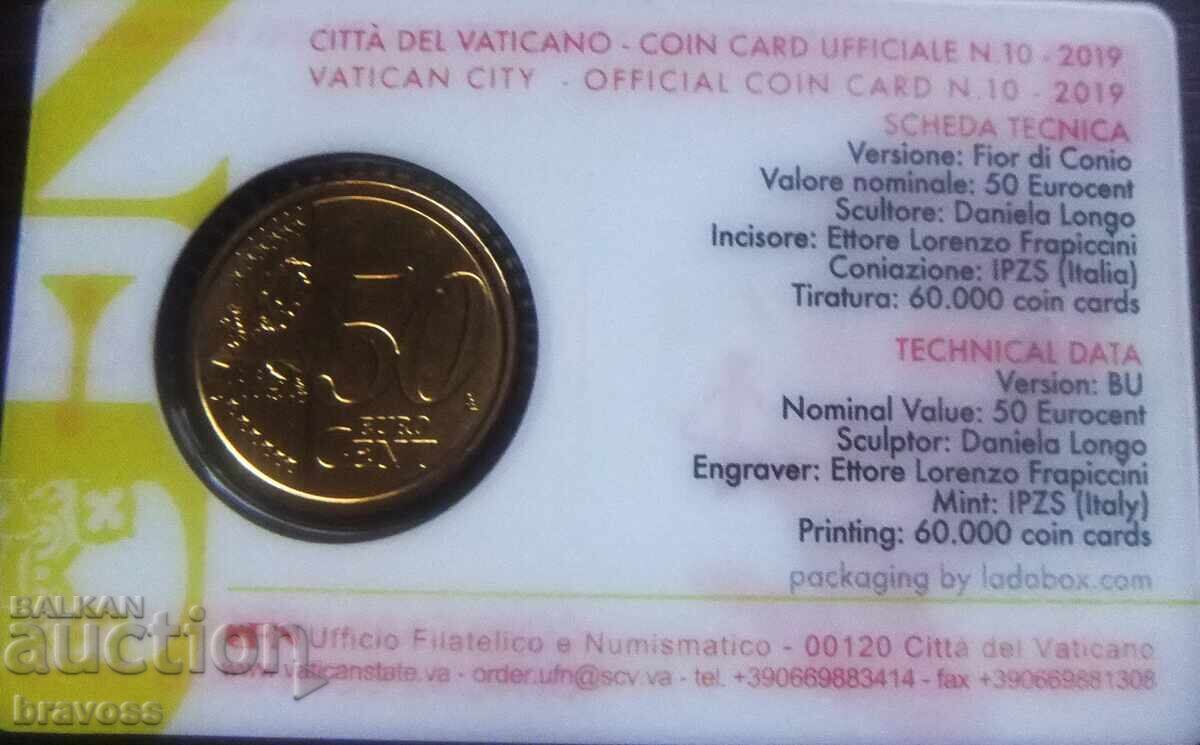 CITTÀ DEL VATICANO - COIN CARD UFFICIALE N.10 - 2019
VATICAN CITY - OFFICIAL COIN CARD N.10 - 2019
SCHEDA TECNICA
Versione: Fior di Conio
Valore nominale: 50 Eurocent
Scultore: Daniela Longo
Incisore: Ettore Lorenzo Frapiccini
Coniazione: IPZS (Italia)
Tiratura: 60.000 coin cards
TECHNICAL DATA
Version: BU
Nominal Value: 50 Eurocent
Sculptor: Daniela Longo
Engraver: Ettore Lorenzo Frapiccini
Mint: IPZS (Italy)
Printing: 60.000 coin cards
packaging by ladabox.com
50
EURO
CENT
Ufficio Filatelico e Numismatico - 00120 Città del Vaticano
vaticanstate.va - order.ufn@scv.va - tel. +390669883414 - fax +390669881308
BALKAN
auction
bravoss